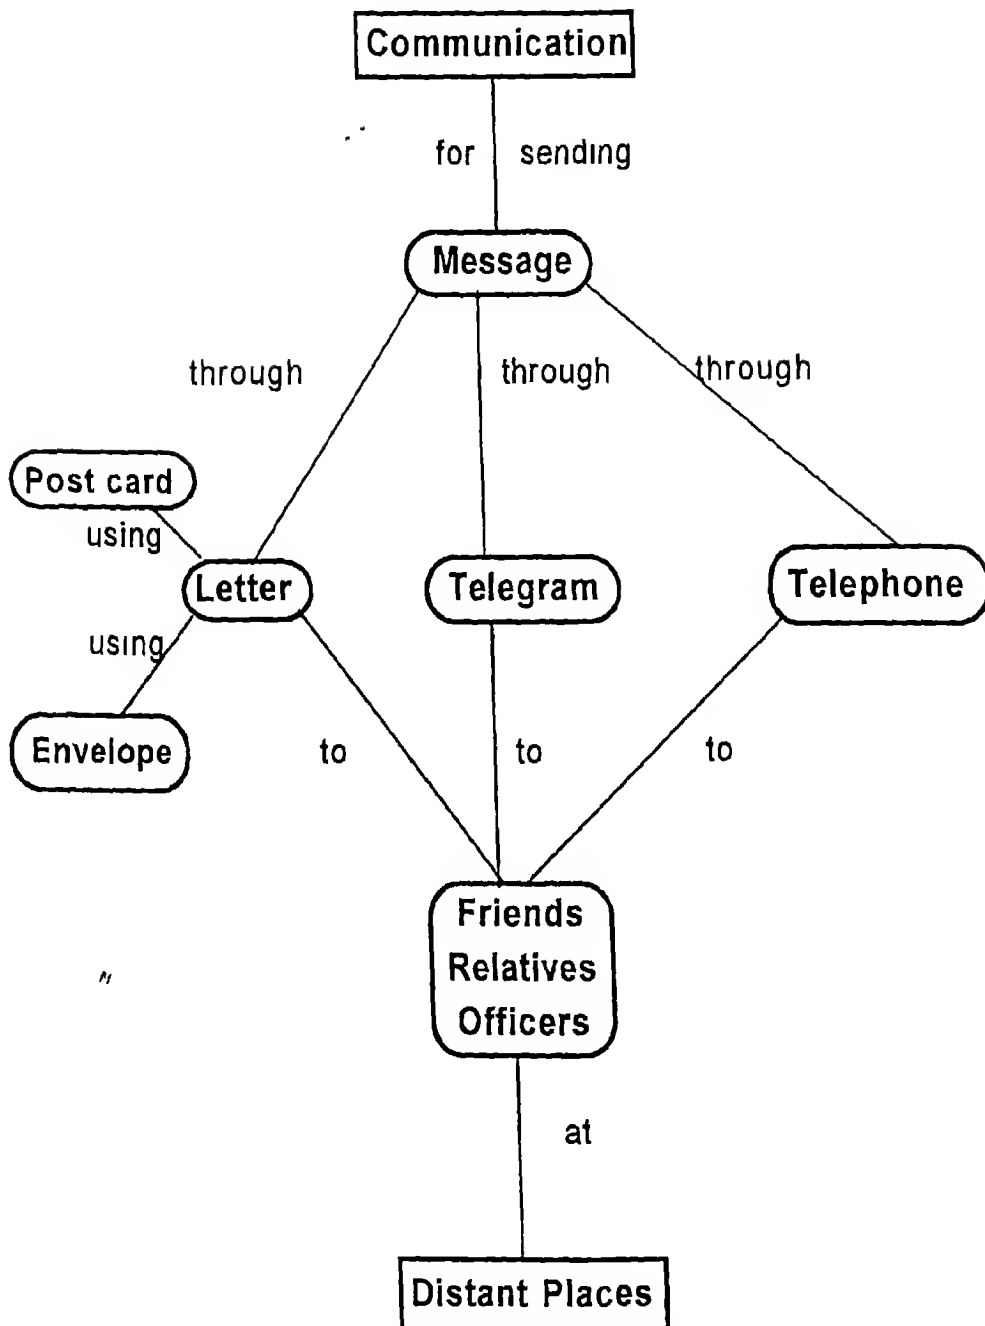 Communication
for sending
Message
through through through
Post card
using
Letter Telegram Telephone
using
Envelope
to to to
Friends
Relatives
Officers
at
Distant Places